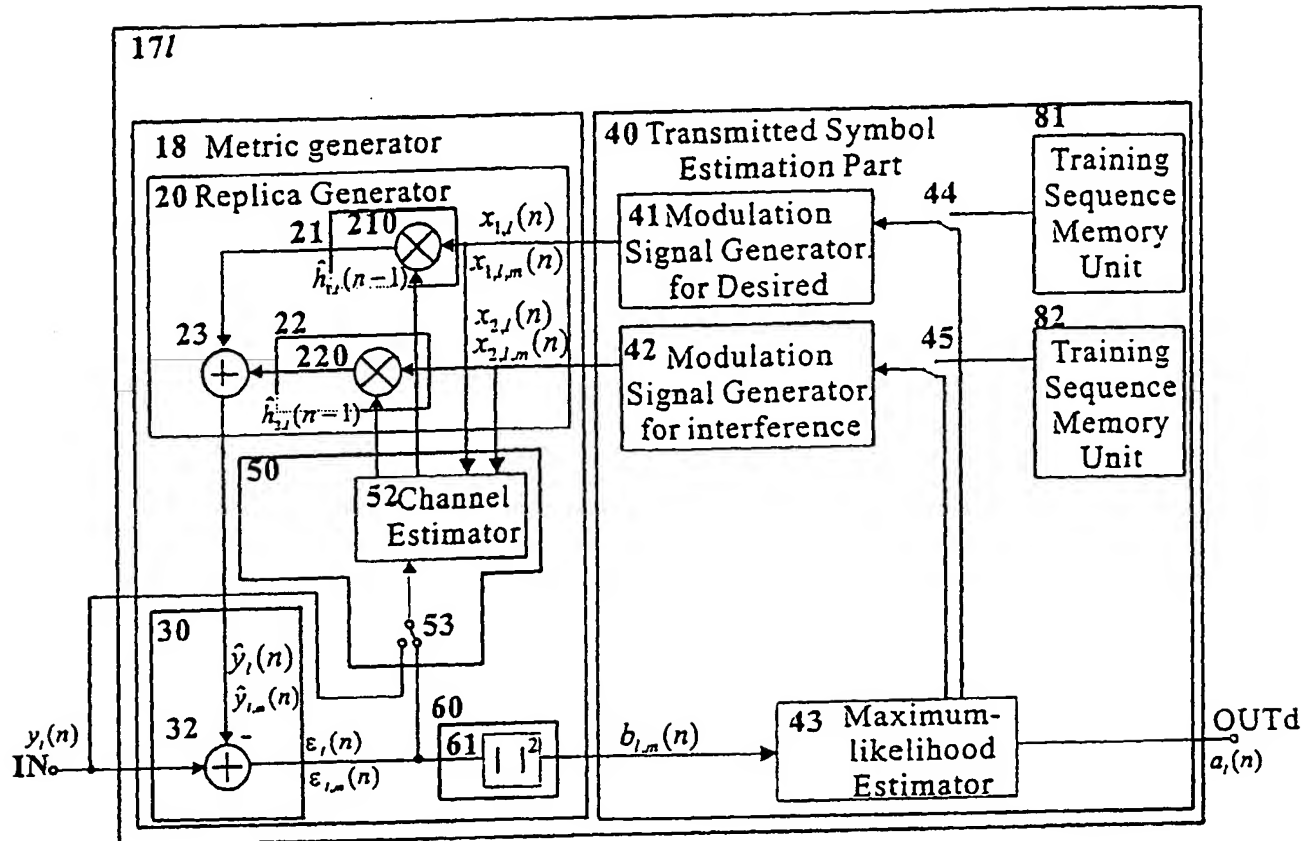 17l
18 Metric generator
20 Replica Generator
21
210
x₁,ₗ(n)
x₁,ₗ,ₘ(n)
ĥ₁,ₗ(n−1)
23
22
220
x₂,ₗ(n)
x₂,ₗ,ₘ(n)
ĥ₂,ₗ(n−1)
50
52 Channel
Estimator
53
30
ŷₗ(n)
ŷₗ,ₘ(n)
yₗ(n)
IN
32
-
εₗ(n)
εₗ,ₘ(n)
60
61
| |²
bₗ,ₘ(n)
40 Transmitted Symbol
Estimation Part
41 Modulation
Signal Generator.
for Desired
44
81
Training
Sequence
Memory
Unit
42 Modulation
Signal Generator.
for interference
45
82
Training
Sequence
Memory
Unit
43 Maximum-
likelihood
Estimator
OUTd
aₗ(n)